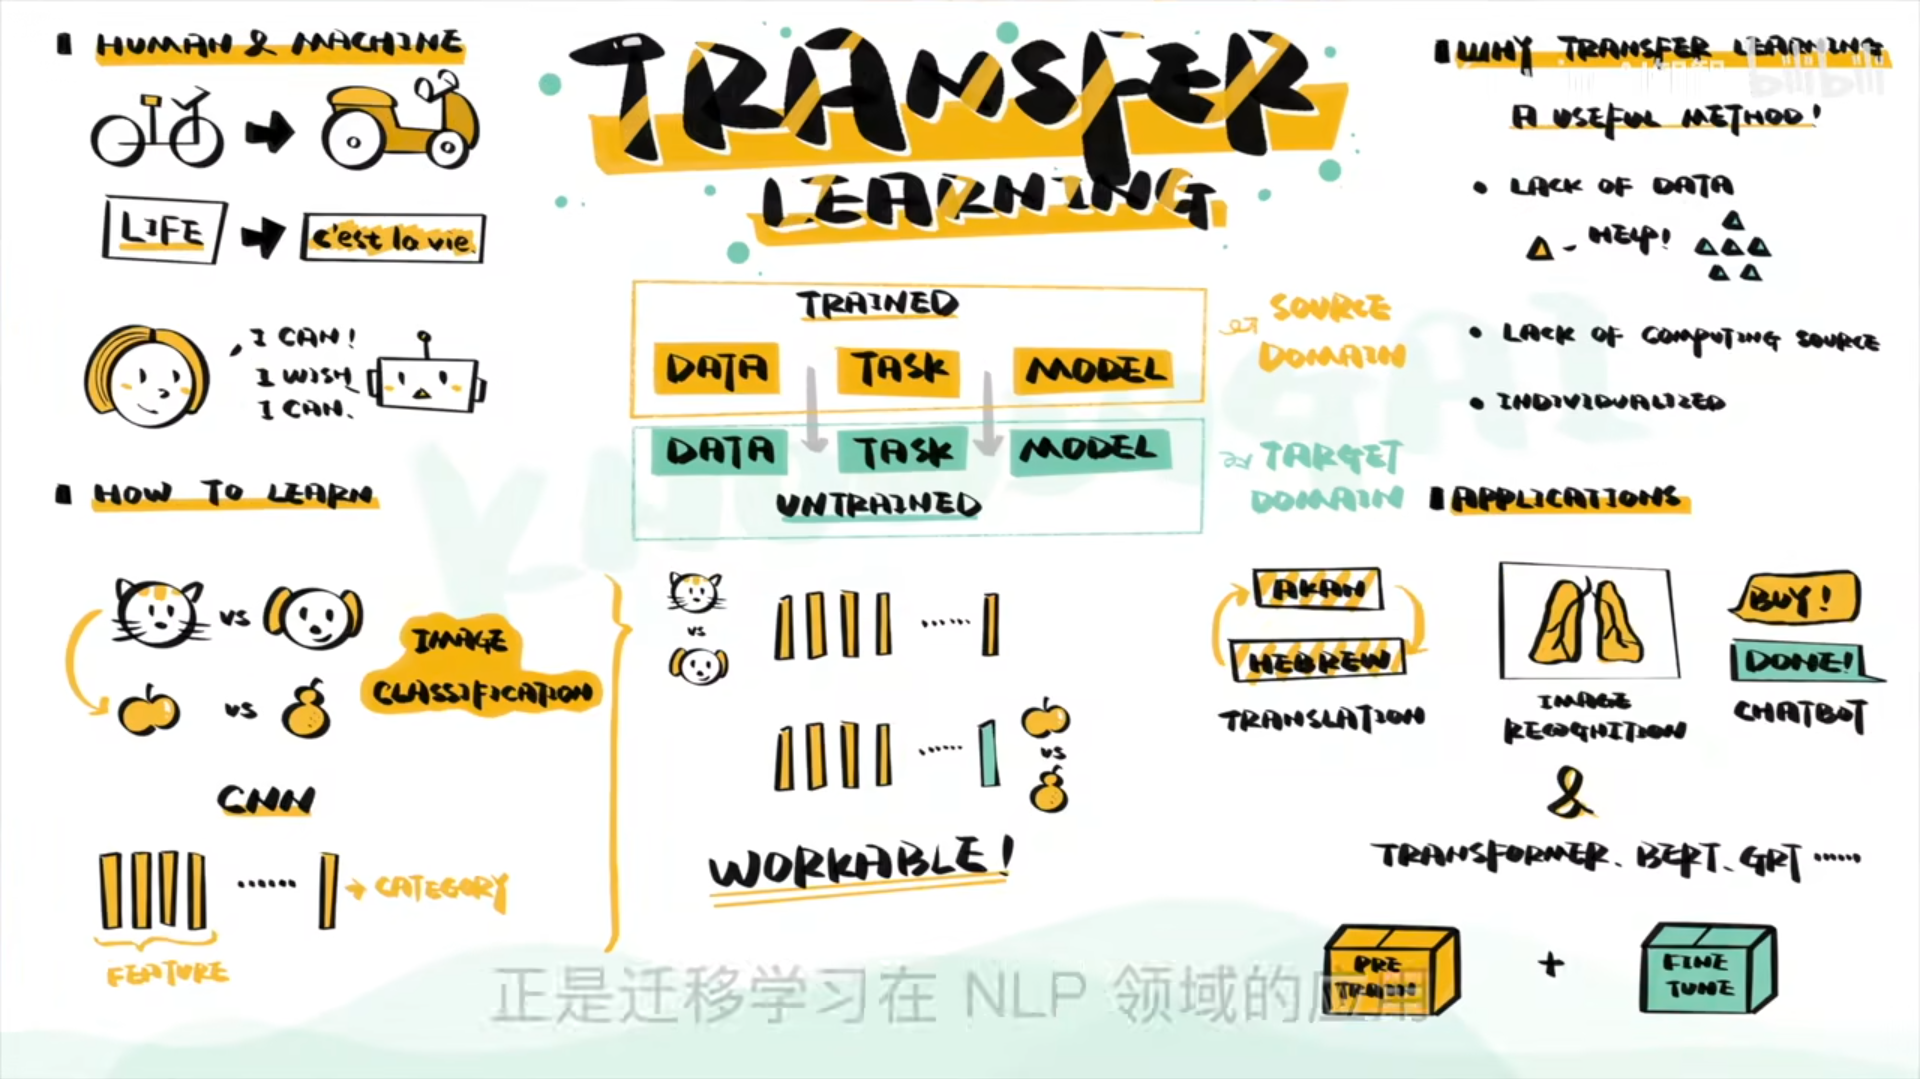 TRANSFER
LEARNING
HUMAN & MACHINE
LIFE
c'est la vie.
I CAN!
I WISH
I CAN.
HOW TO LEARN
VS
IMAGE
CLASSIFICATION
VS
CNN
CATEGORY
FEATURE
TRAINED
DATA TASK MODEL
SOURCE
DOMAIN
DATA TASK MODEL
UNTRAINED
TARGET
DOMAIN
VS
VS
WORKABLE!
WHY TRANSFER LEARNING
bilibili
A USEFUL METHOD!
• LACK OF DATA
HELP!
• LACK OF COMPUTING SOURCE
• INDIVIDUALIZED
APPLICATIONS
AKAN
HEBREW
TRANSLATION
IMAGE
RECOGNITION
BUY!
DONE!
CHATBOT
&
TRANSFORMER、BERT、GPT ......
PRE
TRAIN
+
FINE
TUNE
正是迁移学习在 NLP 领域的应用